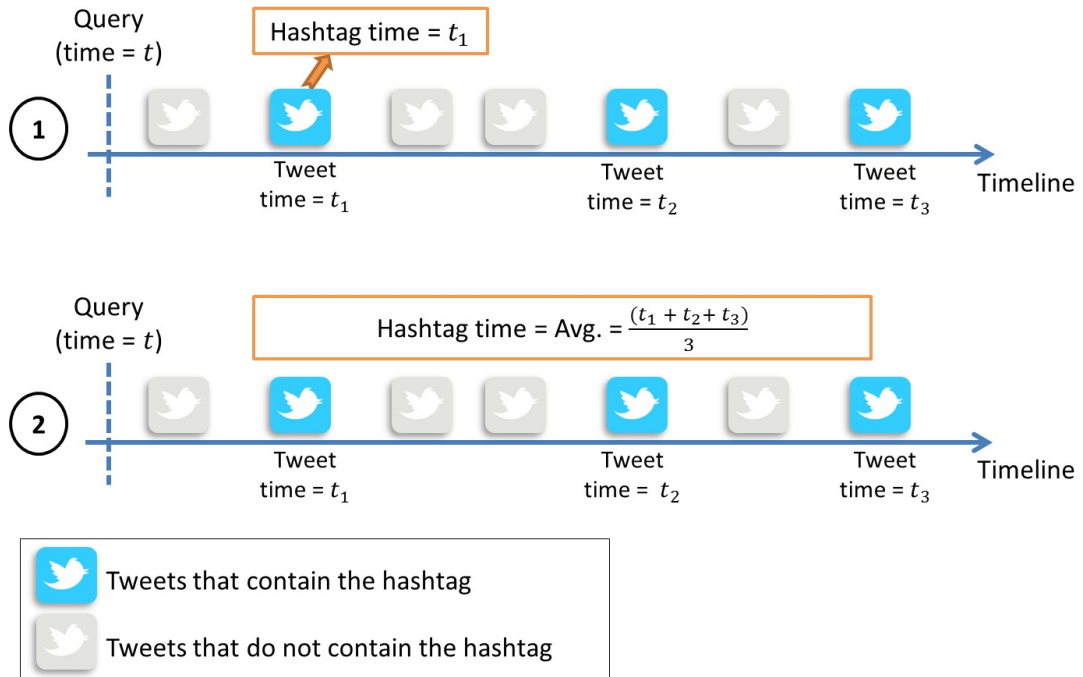 Query
(time = t)
Hashtag time = t₁
1
Tweet
time = t₁
Tweet
time = t₂
Tweet
time = t₃
Timeline
Query
(time = t)
Hashtag time = Avg. = (t₁ + t₂+ t₃)
3
2
Tweet
time = t₁
Tweet
time = t₂
Tweet
time = t₃
Timeline
Tweets that contain the hashtag
Tweets that do not contain the hashtag